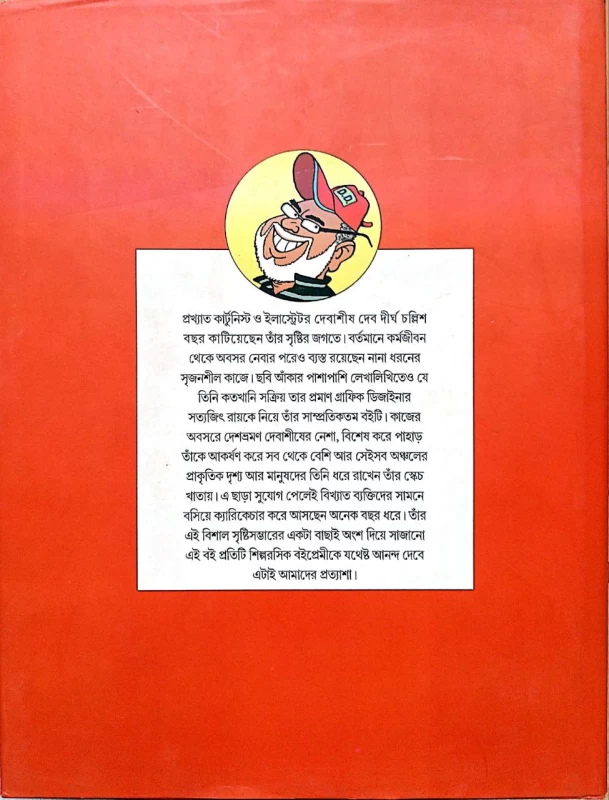 D.D.
প্রখ্যাত কার্টুনিস্ট ও ইলাস্ট্রেটর দেবাশীষ দেব দীর্ঘ চল্লিশ
বছর কাটিয়েছেন তাঁর সৃষ্টির জগতে। বর্তমানে কর্মজীবন
থেকে অবসর নেবার পরেও ব্যস্ত রয়েছেন নানা ধরনের
সৃজনশীল কাজে। ছবি আঁকার পাশাপাশি লেখালিখিতেও যে
তিনি কতখানি সক্রিয় তার প্রমাণ গ্রাফিক ডিজাইনার
সত্যজিৎ রায়কে নিয়ে তাঁর সাম্প্রতিকতম বইটি। কাজের
অবসরে দেশভ্রমণ দেবাশীষের নেশা, বিশেষ করে পাহাড়
তাঁকে আকর্ষণ করে সব থেকে বেশি আর সেইসব অঞ্চলের
প্রাকৃতিক দৃশ্য আর মানুষদের তিনি ধরে রাখেন তাঁর স্কেচ
খাতায়। এ ছাড়া সুযোগ পেলেই বিখ্যাত ব্যক্তিদের সামনে
বসিয়ে ক্যারিকেচার করে আসছেন অনেক বছর ধরে। তাঁর
এই বিশাল সৃষ্টিসম্ভারের একটা বাছাই অংশ দিয়ে সাজানো
এই বই প্রতিটি শিল্পরসিক বইপ্রেমীকে যথেষ্ট আনন্দ দেবে
এটাই আমাদের প্রত্যাশা।